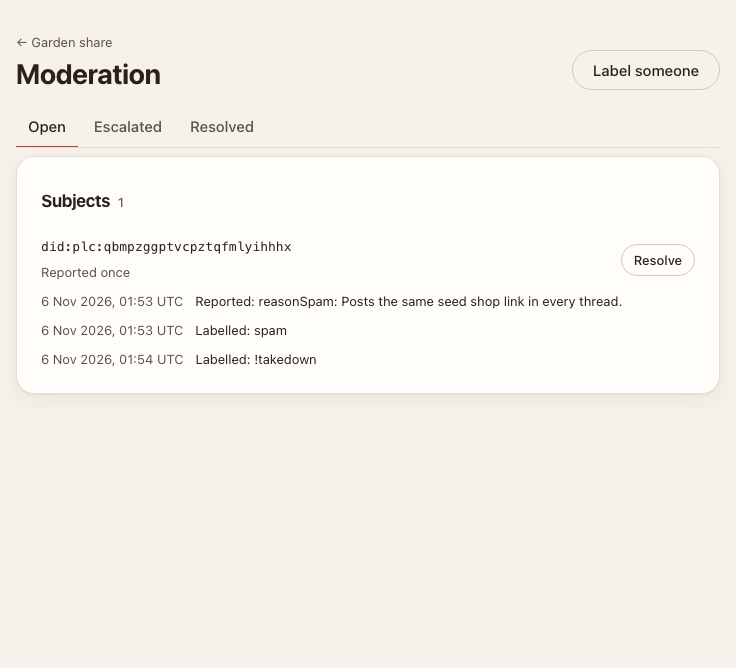 ← Garden share
Moderation
Label someone
Open Escalated Resolved
Subjects 1
did:plc:qbmpzggptvcpztqfmlyihhhx
Reported once
Resolve
6 Nov 2026, 01:53 UTC Reported: reasonSpam: Posts the same seed shop link in every thread.
6 Nov 2026, 01:53 UTC Labelled: spam
6 Nov 2026, 01:54 UTC Labelled: !takedown